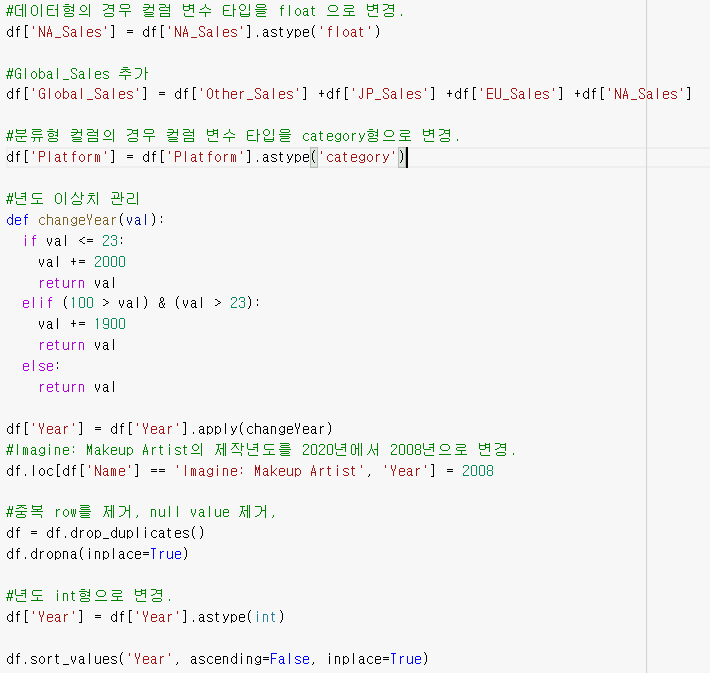 #데이터형의 경우 컬럼 변수 타입을 float 으로 변경.
df['NA_Sales'] = df['NA_Sales'].astype('float')
#Global_Sales 추가
df['Global_Sales'] = df['Other_Sales'] +df['JP_Sales'] +df['EU_Sales'] +df['NA_Sales']
#분류형 컬럼의 경우 컬럼 변수 타입을 category형으로 변경.
df['Platform'] = df['Platform'].astype('category')
#년도 이상치 관리
def changeYear(val):
  if val <= 23:
    val += 2000
    return val
  elif (100 > val) & (val > 23):
    val += 1900
    return val
  else:
    return val
df['Year'] = df['Year'].apply(changeYear)
#Imagine: Makeup Artist의 제작년도를 2020년에서 2008년으로 변경.
df.loc[df['Name'] == 'Imagine: Makeup Artist', 'Year'] = 2008
#중복 row를 제거, null value 제거,
df = df.drop_duplicates()
df.dropna(inplace=True)
#년도 int형으로 변경.
df['Year'] = df['Year'].astype(int)
df.sort_values('Year', ascending=False, inplace=True)